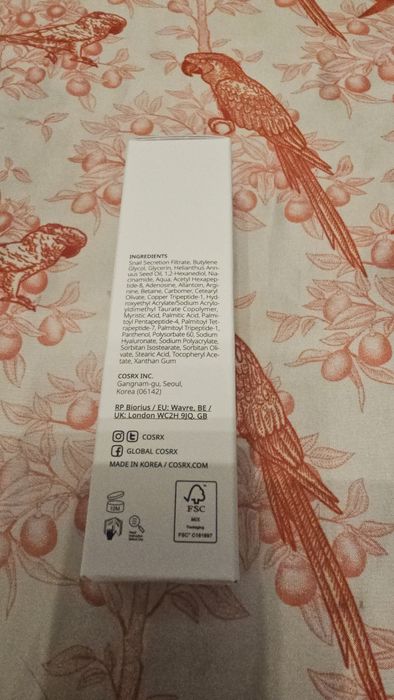 INGREDIENTS
Snail Secretion Filtrate, Butylene
Glycol, Glycerin, Helianthus Ann-
uus Seed Oil, 1,2-Hexanediol, Nia-
cinamide, Aqua, Acetyl Hexapep-
tide-8, Adenosine, Allantoin, Argi-
nine, Betaine, Carbomer, Cetearyl
Olivate, Copper Tripeptide-1, Hyd-
roxyethyl Acrylate/Sodium Acrylo-
yldimethyl Taurate Copolymer,
Myristic Acid, Palmitic Acid, Palmi-
toyl Pentapeptide-4, Palmitoyl Tet-
rapeptide-7, Palmitoyl Tripeptide-1,
Panthenol, Polysorbate 60, Sodium
Hyaluronate, Sodium Polyacrylate,
Sorbitan Isostearate, Sorbitan Oli-
vate, Stearic Acid, Tocopheryl Ace-
tate, Xanthan Gum
COSRX INC.
Gangnam-gu, Seoul,
Korea (06142)
RP Biorius / EU: Wavre, BE /
UK: London WC2H 9JQ, GB
COSRX
GLOBAL COSRX
MADE IN KOREA / COSRX.COM
12M
FSC
MIX
Packaging
FSC® C161897